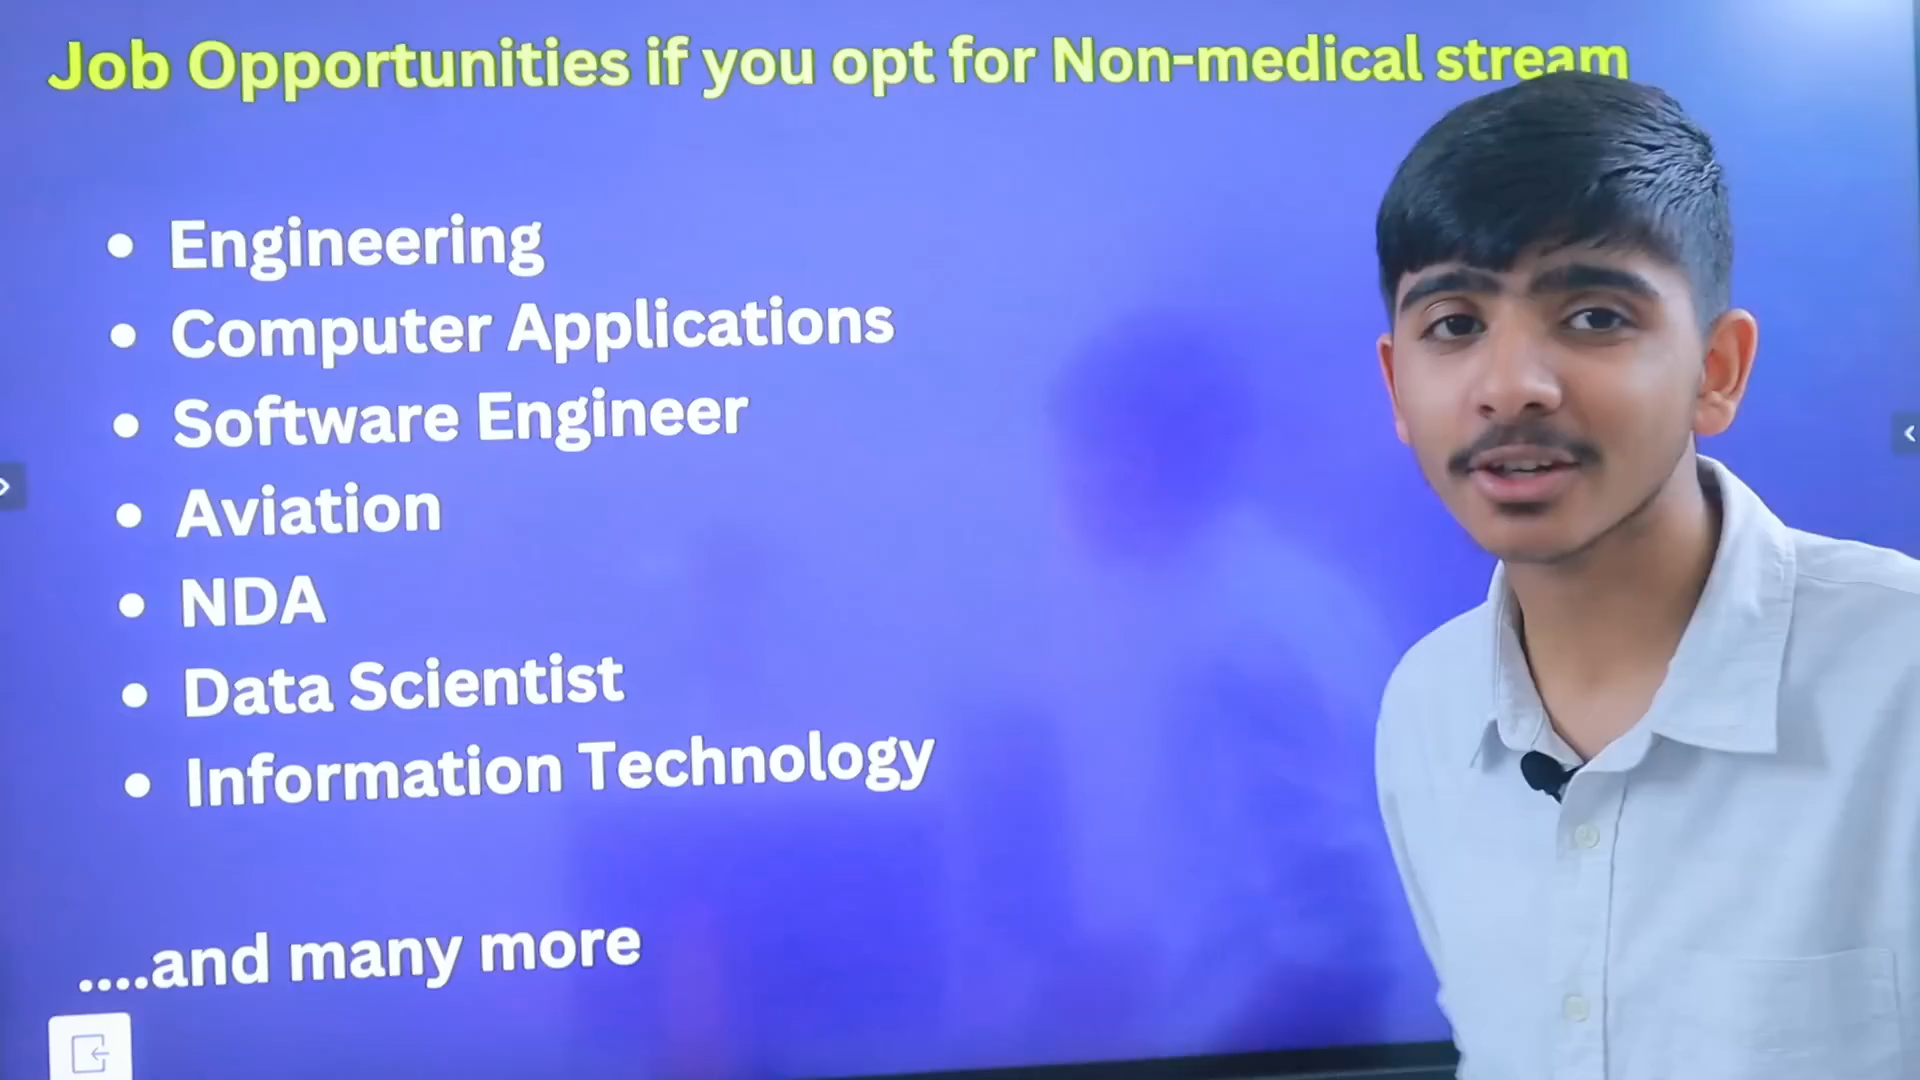 Job Opportunities if you opt for Non-medical stream
• Engineering
• Computer Applications
• Software Engineer
• Aviation
• NDA
• Data Scientist
• Information Technology
....and many more